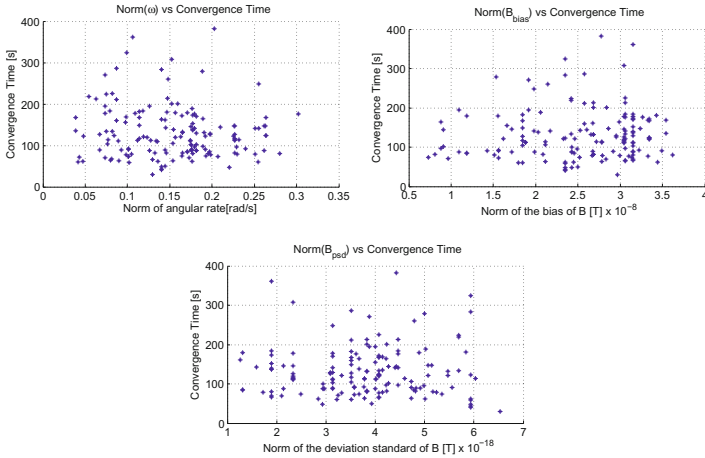 Norm(ω) vs Convergence Time
Convergence Time [s]
400
300
200
100
0
0 0.05 0.1 0.15 0.2 0.25 0.3 0.35
Norm of angular rate[rad/s]
Norm(B_bias) vs Convergence Time
Convergence Time [s]
400
300
200
100
0
0.5 1 1.5 2 2.5 3 3.5 4
Norm of the bias of B [T] x 10^-8
Norm(B_psd) vs Convergence Time
Convergence Time [s]
400
300
200
100
0
1 2 3 4 5 6 7
Norm of the deviation standard of B [T] x10^-18